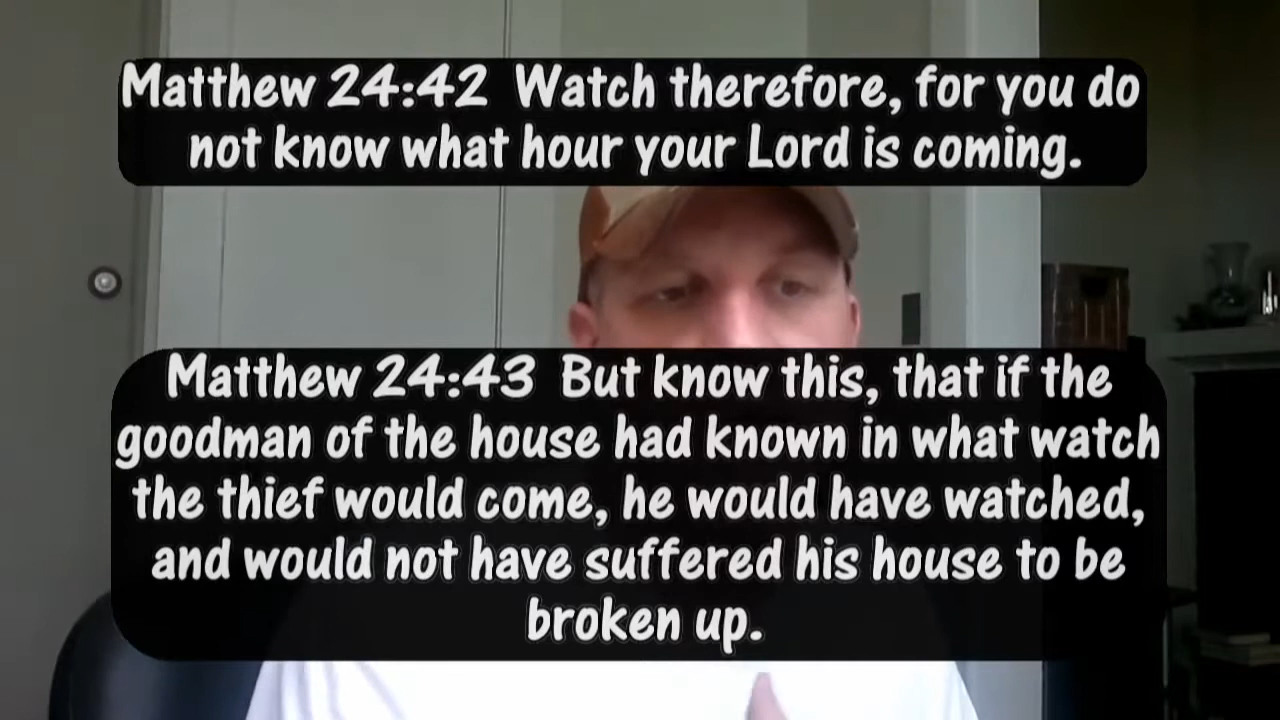 Matthew 24:42  Watch therefore, for you do
not know what hour your Lord is coming.
Matthew 24:43  But know this, that if the
goodman of the house had known in what watch
the thief would come, he would have watched,
and would not have suffered his house to be
broken up.